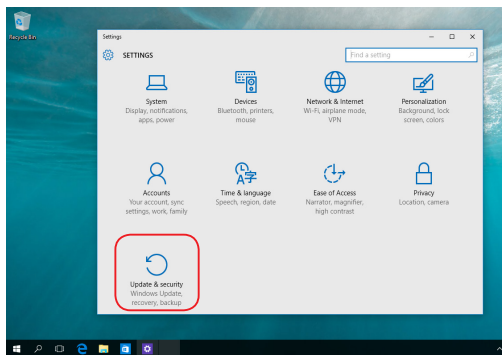 Recycle Bin
Settings
SETTINGS
Find a setting
System
Display, notifications,
apps, power
Devices
Bluetooth, printers,
mouse
Network & Internet
Wi-Fi, airplane mode,
VPN
Personalization
Background, lock
screen, colors
Accounts
Your account, sync
settings, work, family
Time & language
Speech, region, date
Ease of Access
Narrator, magnifier,
high contrast
Privacy
Location, camera
Update & security
Windows Update,
recovery, backup